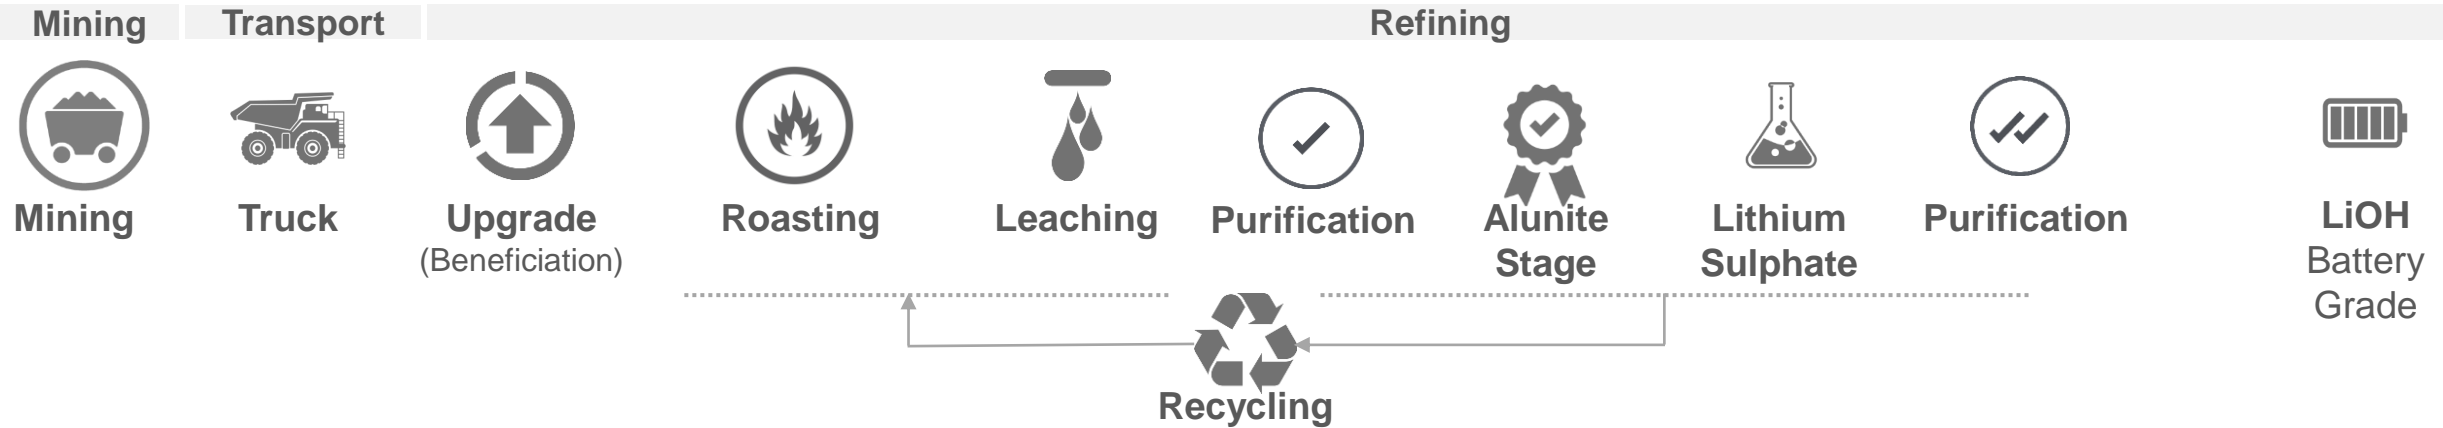 Mining
Transport
Refining
Mining
Truck
Upgrade
(Beneficiation)
Roasting
Leaching
Purification
Alunite
Stage
Lithium
Sulphate
Purification
LiOH
Battery
Grade
Recycling